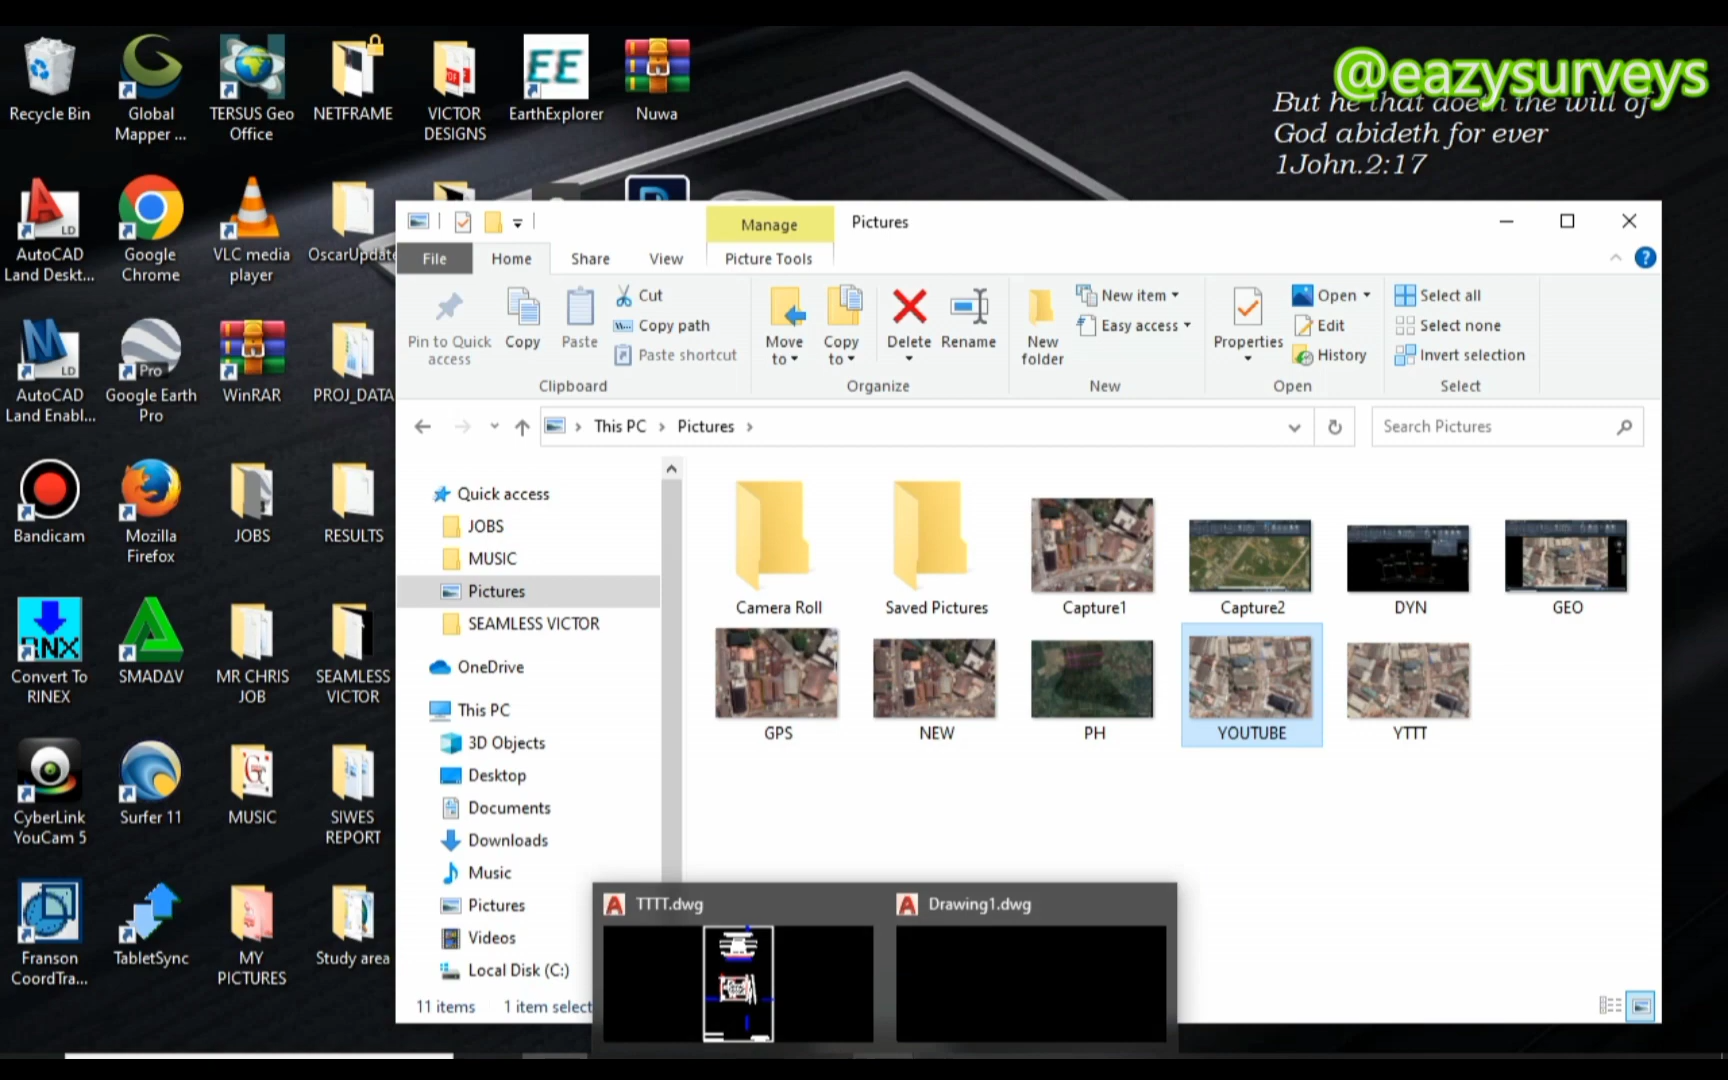 @eazysurveys
But he that doeth the will of
God abideth for ever
1John.2:17
Recycle Bin
Global
Mapper ...
TERSUS Geo
Office
NETFRAME
VICTOR
DESIGNS
EarthExplorer
Nuwa
AutoCAD
Land Deskt...
Google
Chrome
VLC media
player
OscarUpdate
AutoCAD
Land Enabl...
Pro
Google Earth
Pro
WinRAR
PROJ_DATA
Bandicam
Mozilla
Firefox
JOBS
RESULTS
RNX
Convert To
RINEX
SMADΔV
MR CHRIS
JOB
SEAMLESS
VICTOR
CyberLink
YouCam 5
Surfer 11
MUSIC
SIWES
REPORT
Franson
CoordTra...
TabletSync
MY
PICTURES
Study area
Manage
Pictures
File
Home
Share
View
Picture Tools
Pin to Quick
access
Copy
Paste
Cut
Copy path
Paste shortcut
Clipboard
Move
to
Copy
to
Delete
Rename
Organize
New
folder
New item
Easy access
New
Properties
Open
Edit
History
Open
Select all
Select none
Invert selection
Select
This PC > Pictures >
Search Pictures
Quick access
JOBS
MUSIC
Pictures
SEAMLESS VICTOR
OneDrive
This PC
3D Objects
Desktop
Documents
Downloads
Music
Pictures
Videos
Local Disk (C:)
Camera Roll
Saved Pictures
Capture1
Capture2
DYN
GEO
GPS
NEW
PH
YOUTUBE
YTTT
TTTT.dwg
Drawing1.dwg
11 items
1 item select